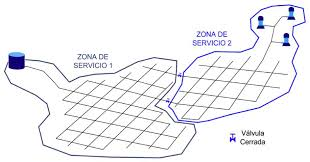 ZONA DE
SERVICIO 2
ZONA DE
SERVICIO 1
Válvula
Cerrada